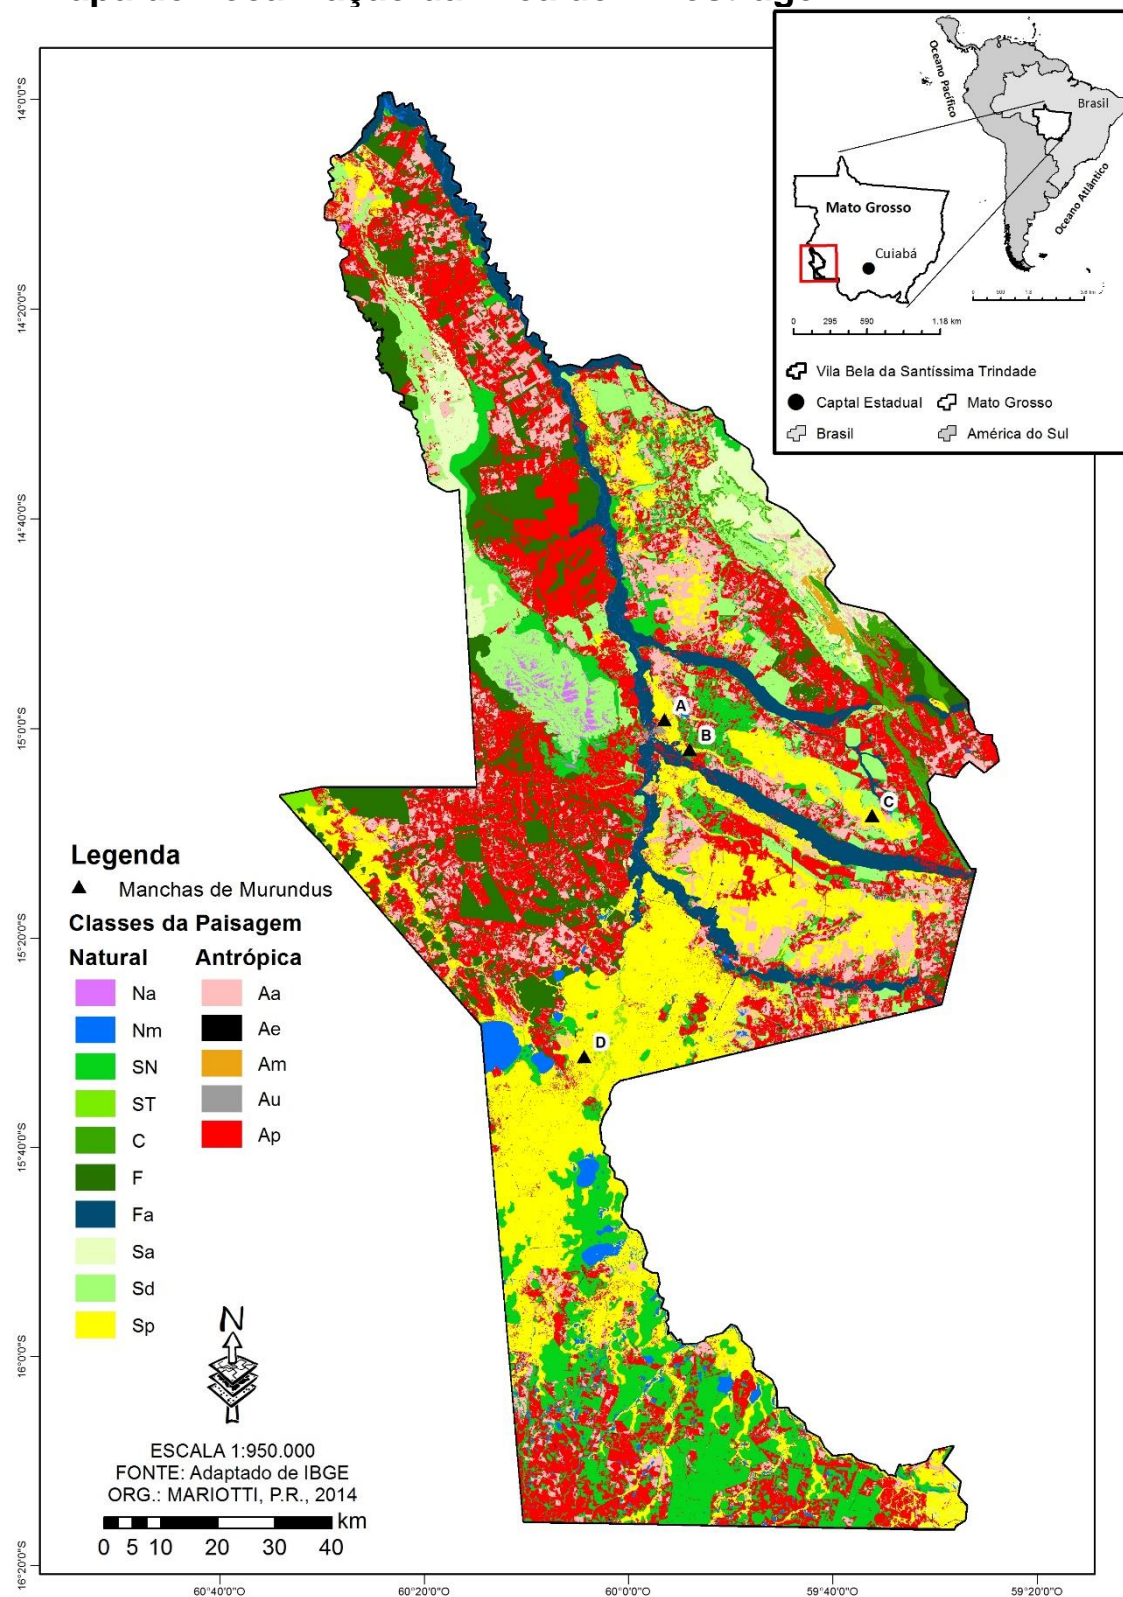 Oceano Pacífico
Brasil
Oceano Atlântico
Mato Grosso
Cuiabá
0 295 590 1.18 km
Vila Bela da Santíssima Trindade
Captal Estadual
Mato Grosso
Brasil
América do Sul
14°0'0"S
14°20'0"S
14°40'0"S
15°0'0"S
15°20'0"S
15°40'0"S
16°0'0"S
16°20'0"S
A
B
C
D
Legenda
Manchas de Murundus
Classes da Paisagem
Natural Antrópica
Na Aa
Nm Ae
SN Am
ST Au
C Ap
F
Fa
Sa
Sd
Sp
N
ESCALA 1:950.000
FONTE: Adaptado de IBGE
ORG.: MARIOTTI, P.R., 2014
km
0 5 10 20 30 40
60°40'0"O 60°20'0"O 60°0'0"O 59°40'0"O 59°20'0"O